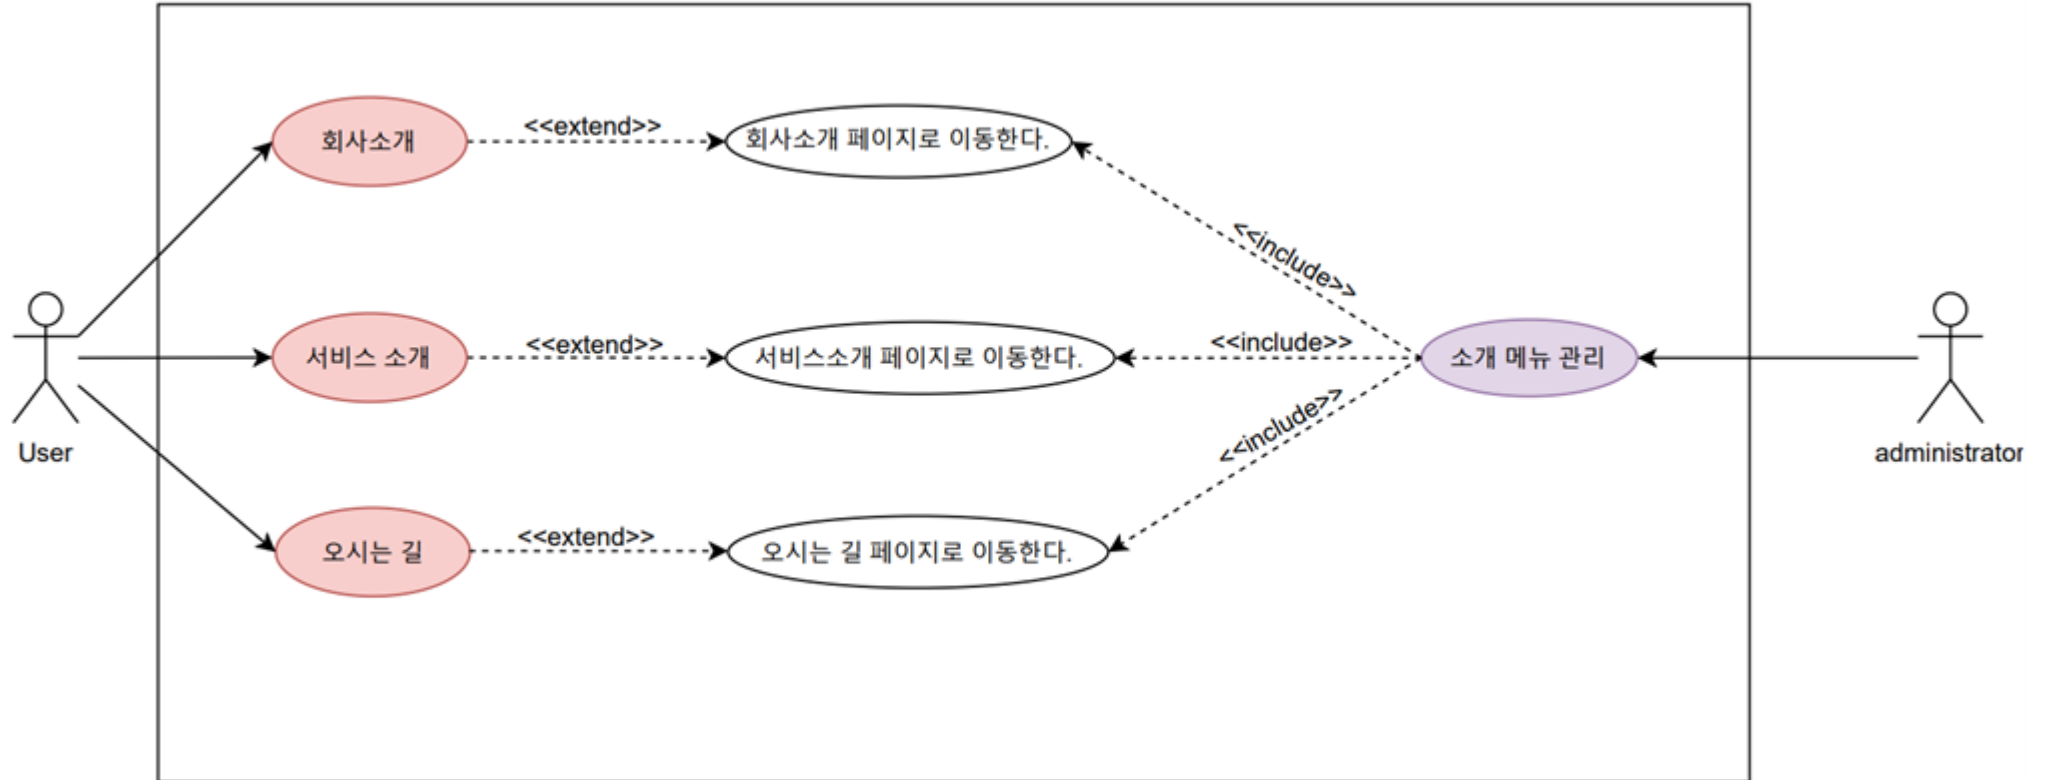 회사소개
<<extend>>
회사소개 페이지로 이동한다.
<<include>>
서비스 소개
<<extend>>
서비스소개 페이지로 이동한다.
<<include>>
소개 메뉴 관리
<<include>>
User
administrator
오시는 길
<<extend>>
오시는 길 페이지로 이동한다.